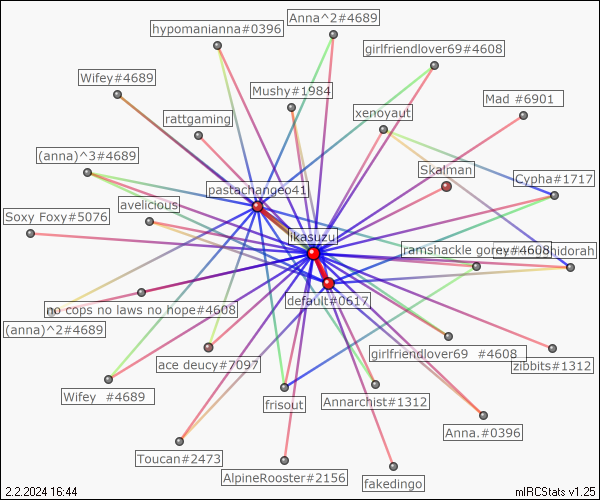 Anna^2#4689
hypomanianna#0396
girlfriendlover69#4608
Wifey#4689
Mushy#1984
Mad #6901
rattgaming
xenoyaut
(anna)^3#4689
Skalman
Cypha#1717
pastachangeo41
avelicious
Soxy Foxy#5076
ikasuzu
ramshackle gorey#4608
idorah
default#0617
no cops no laws no hope#4608
(anna)^2#4689
girlfriendlover69 #4608
ace deucy#7097
zibbits#1312
Wifey #4689
frisout
Annarchist#1312
Anna.#0396
Toucan#2473
AlpineRooster#2156
fakedingo
2.2.2024 16:44
mIRCStats v1.25